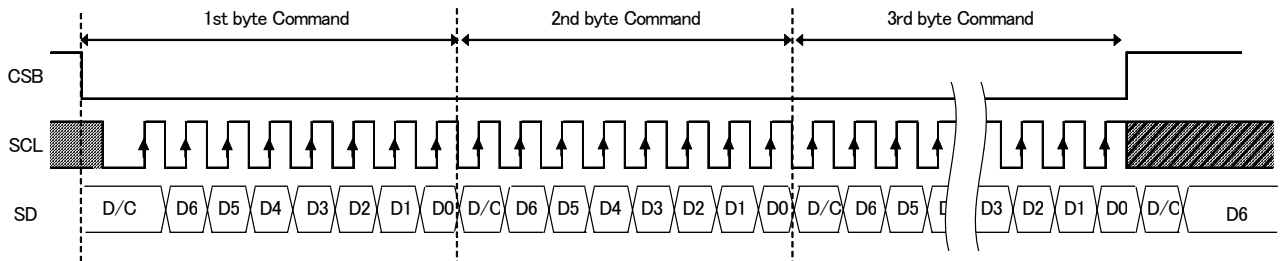 1st byte Command 2nd byte Command 3rd byte Command
CSB
SCL
SD D/C D6 D5 D4 D3 D2 D1 D0 D/C D6 D5 D4 D3 D2 D1 D0 D/C D6 D5 D3 D2 D1 D0 D/C D6